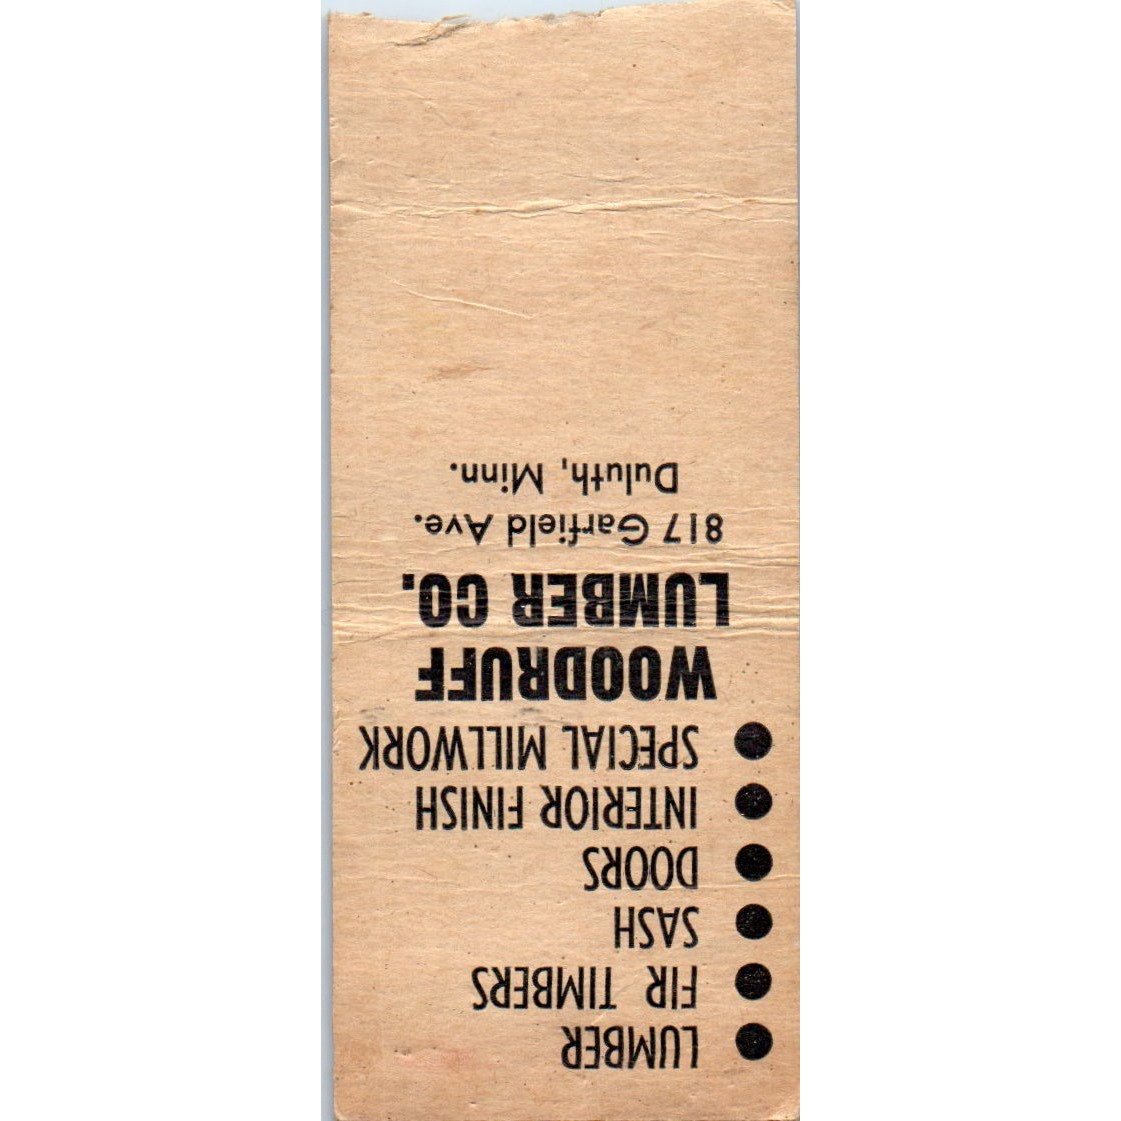 ● LUMBER
● FIR TIMBERS
● SASH
● DOORS
● INTERIOR FINISH
● SPECIAL MILLWORK
WOODRUFF
LUMBER CO.
817 Garfield Ave.
Duluth, Minn.